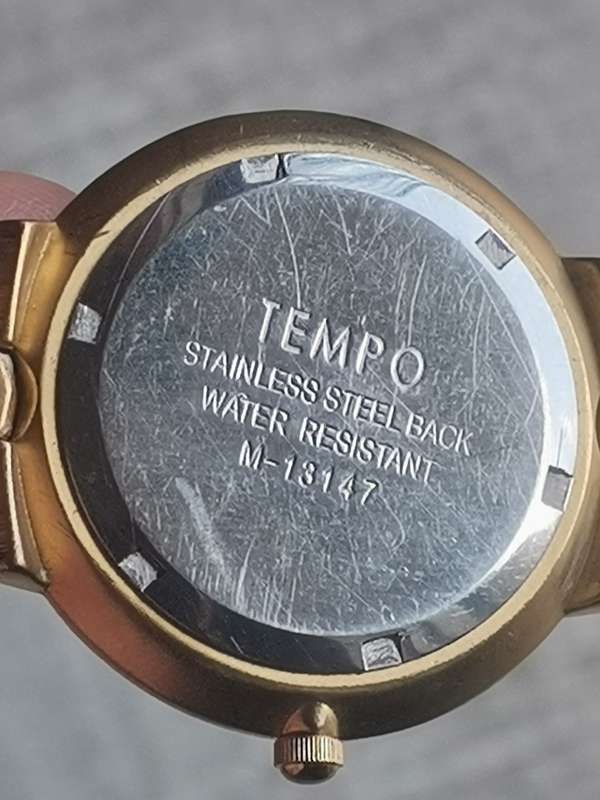 TEMPO
STAINLESS STEEL BACK
WATER RESISTANT
M-13147